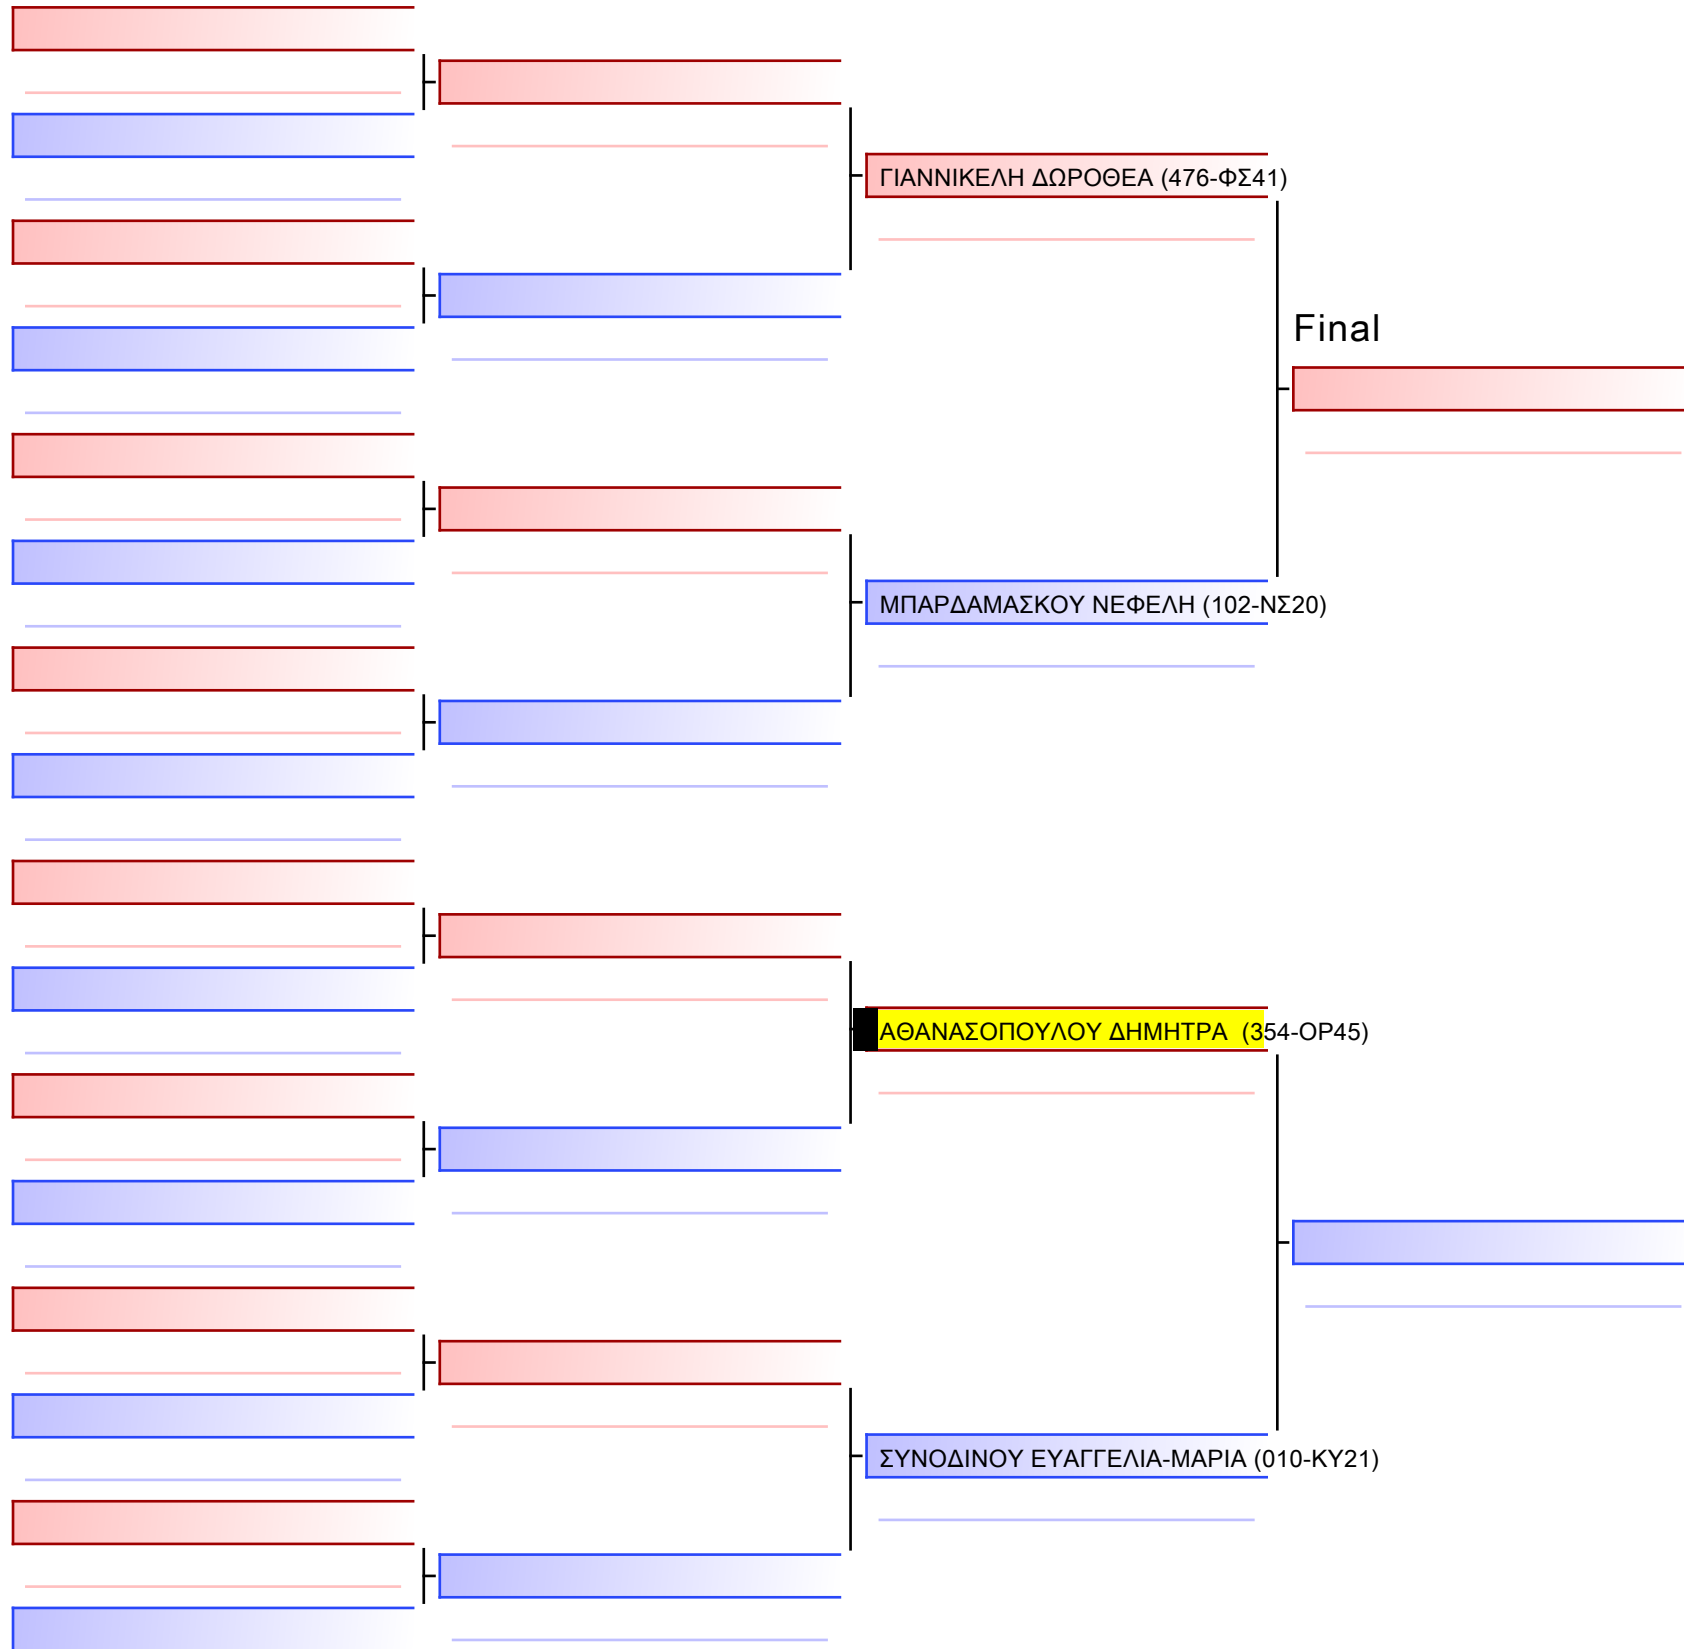 ΓΙΑΝΝΙΚΕΛΗ ΔΩΡΟΘΕΑ (476-ΦΣ41)
Final
ΜΠΑΡΔΑΜΑΣΚΟΥ ΝΕΦΕΛΗ (102-ΝΣ20)
ΑΘΑΝΑΣΟΠΟΥΛΟΥ ΔΗΜΗΤΡΑ (354-ΟΡ45)
ΣΥΝΟΔΙΝΟΥ ΕΥΑΓΓΕΛΙΑ-ΜΑΡΙΑ (010-ΚΥ21)